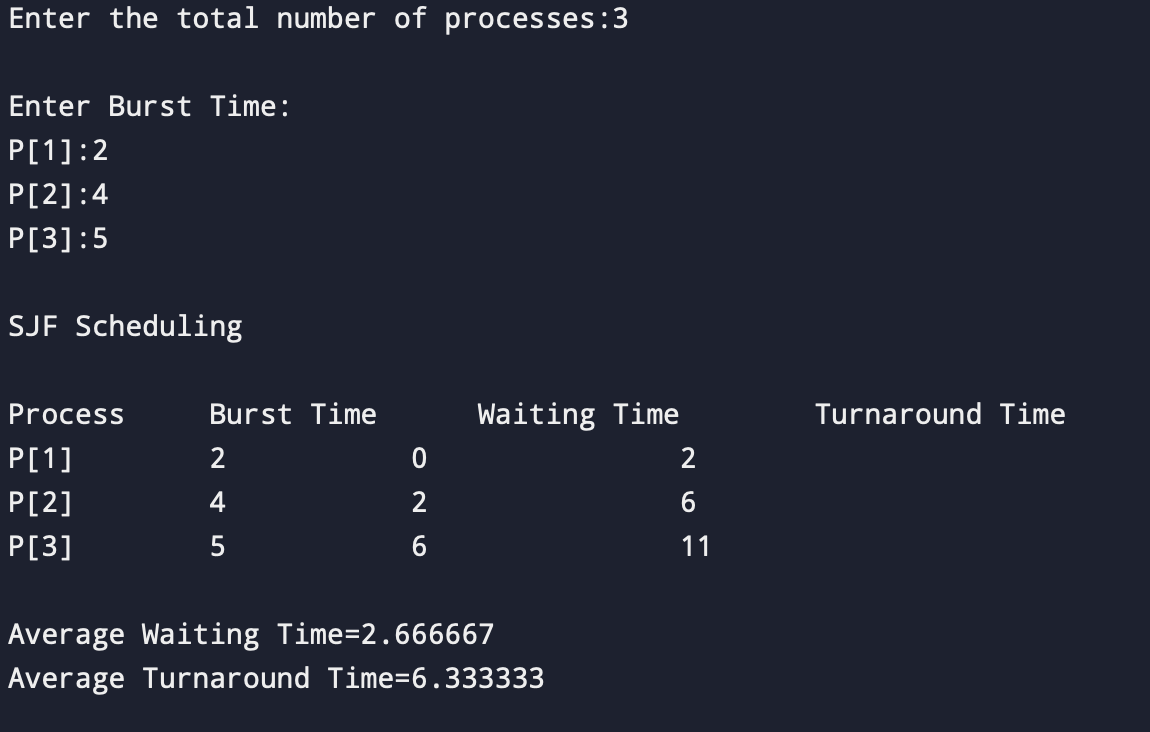 Enter the total number of processes:3
Enter Burst Time:
P[1]:2
P[2]:4
P[3]:5
SJF Scheduling
Process Burst Time Waiting Time Turnaround Time
P[1] 2 0 2
P[2] 4 2 6
P[3] 5 6 11
Average Waiting Time=2.666667
Average Turnaround Time=6.333333